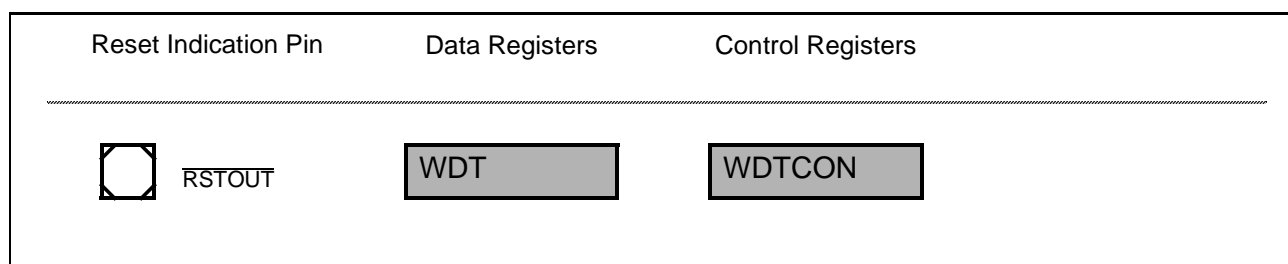 Reset Indication Pin Data Registers Control Registers
RSTOUT WDT WDTCON